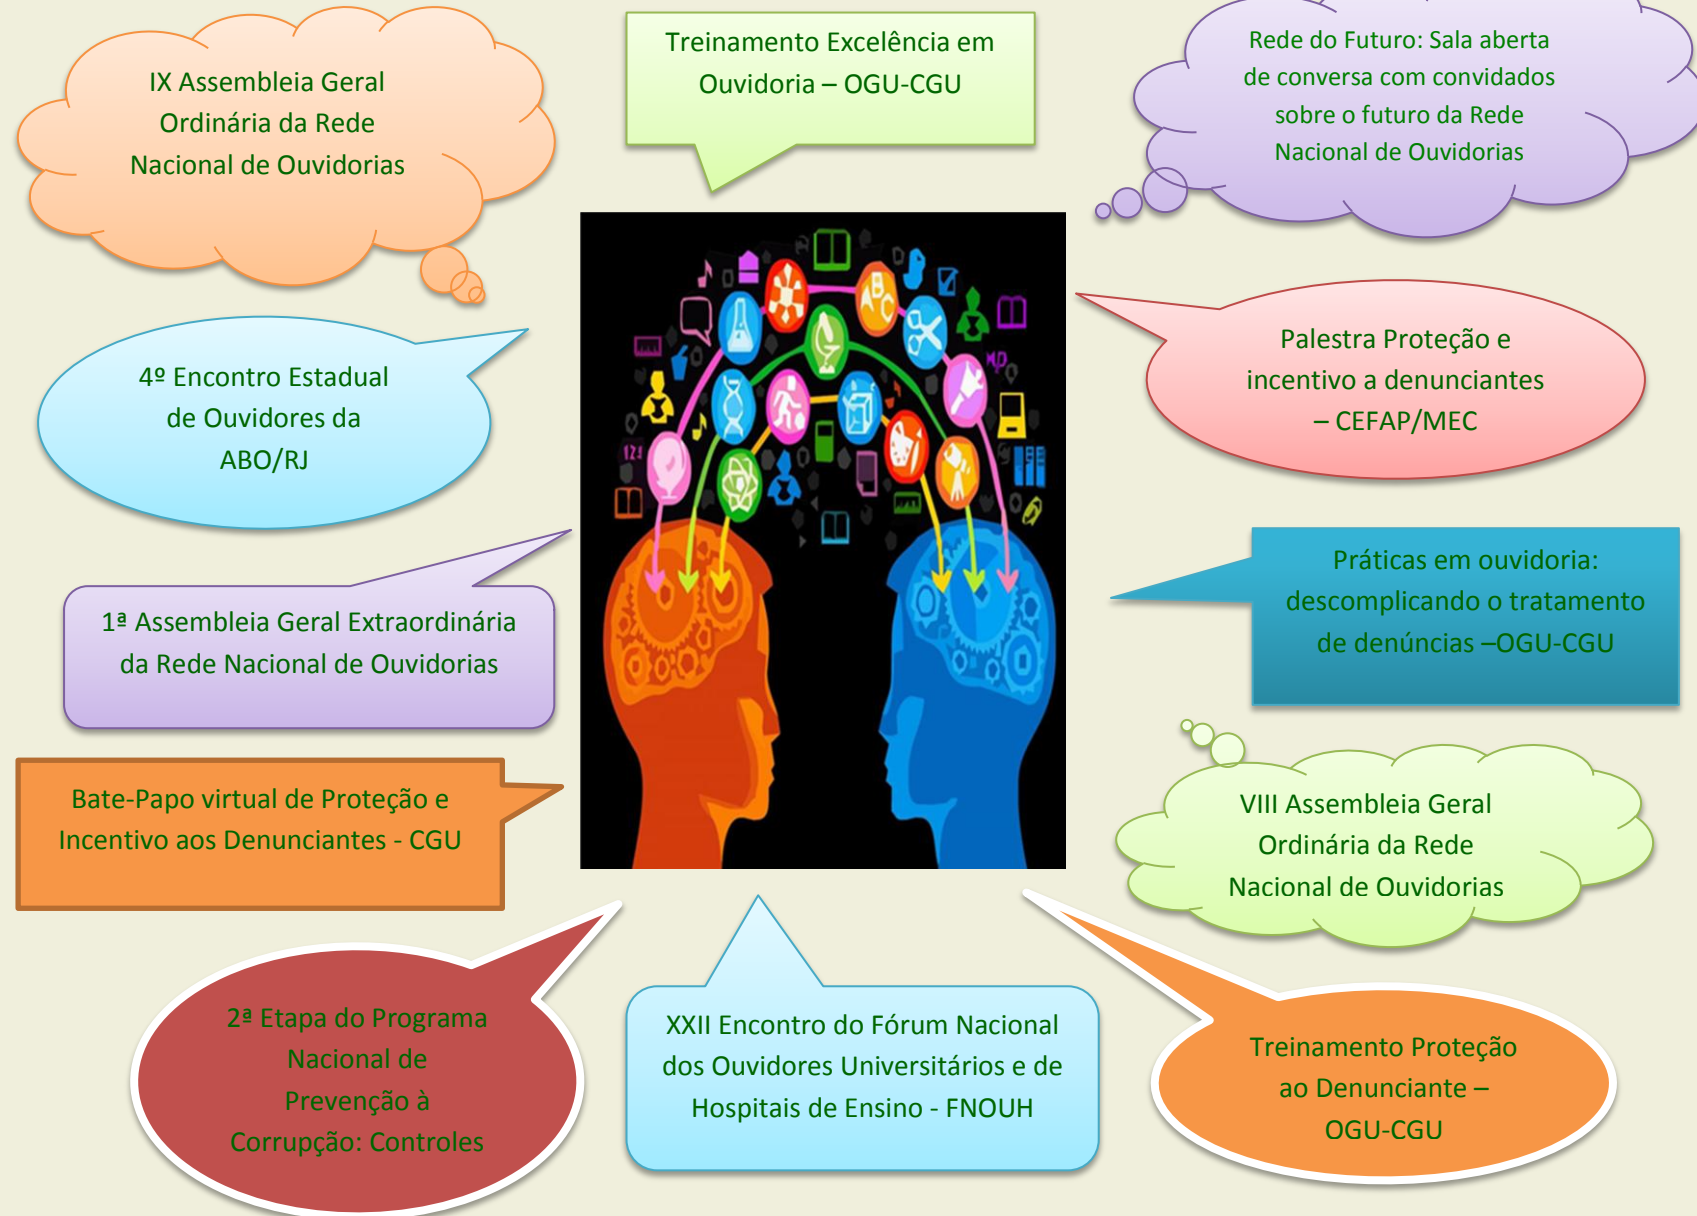 IX Assembleia Geral
Ordinária da Rede
Nacional de Ouvidorias
Treinamento Excelência em
Ouvidoria – OGU-CGU
Rede do Futuro: Sala aberta
de conversa com convidados
sobre o futuro da Rede
Nacional de Ouvidorias
4º Encontro Estadual
de Ouvidores da
ABO/RJ
ABC
123
Palestra Proteção e
incentivo a denunciantes
– CEFAP/MEC
1ª Assembleia Geral Extraordinária
da Rede Nacional de Ouvidorias
Práticas em ouvidoria:
descomplicando o tratamento
de denúncias –OGU-CGU
Bate-Papo virtual de Proteção e
Incentivo aos Denunciantes - CGU
VIII Assembleia Geral
Ordinária da Rede
Nacional de Ouvidorias
2ª Etapa do Programa
Nacional de
Prevenção à
Corrupção: Controles
XXII Encontro do Fórum Nacional
dos Ouvidores Universitários e de
Hospitais de Ensino - FNOUH
Treinamento Proteção
ao Denunciante –
OGU-CGU